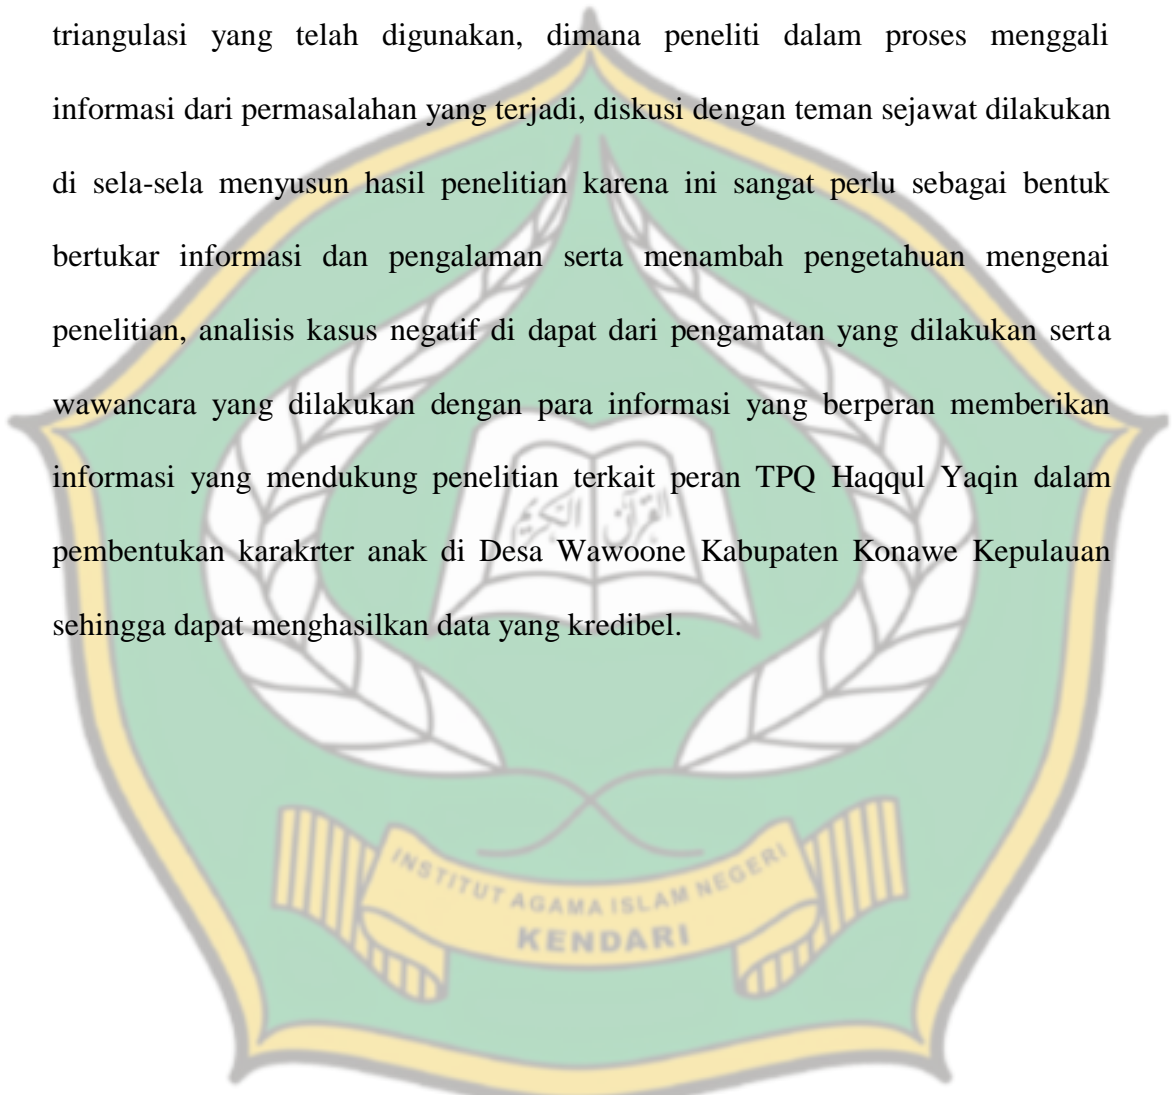 triangulasi yang telah digunakan, dimana peneliti dalam proses menggali
informasi dari permasalahan yang terjadi, diskusi dengan teman sejawat dilakukan
di sela-sela menyusun hasil penelitian karena ini sangat perlu sebagai bentuk
bertukar informasi dan pengalaman serta menambah pengetahuan mengenai
penelitian, analisis kasus negatif di dapat dari pengamatan yang dilakukan serta
wawancara yang dilakukan dengan para informasi yang berperan memberikan
informasi yang mendukung penelitian terkait peran TPQ Haqqul Yaqin dalam
pembentukan karakrter anak di Desa Wawoone Kabupaten Konawe Kepulauan
sehingga dapat menghasilkan data yang kredibel.
القرآن الكريم
INSTITUT AGAMA ISLAM NEGERI
KENDARI